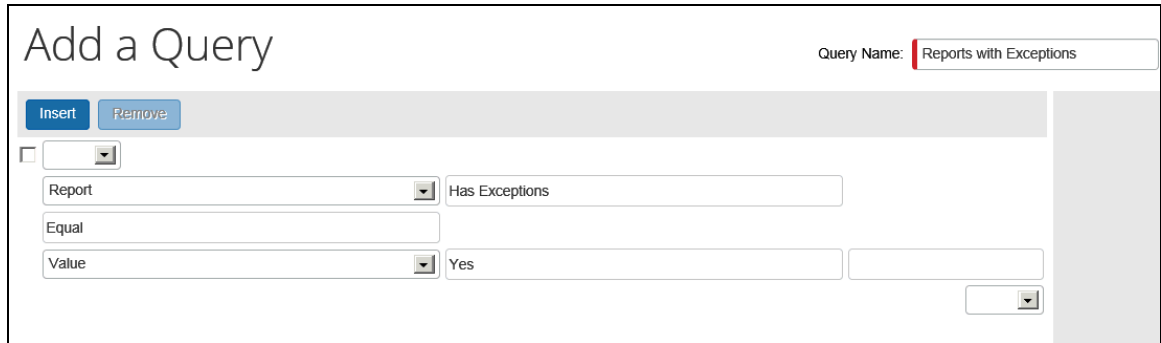 Add a Query
Query Name: Reports with Exceptions
Insert Remove
Report Has Exceptions
Equal
Value Yes